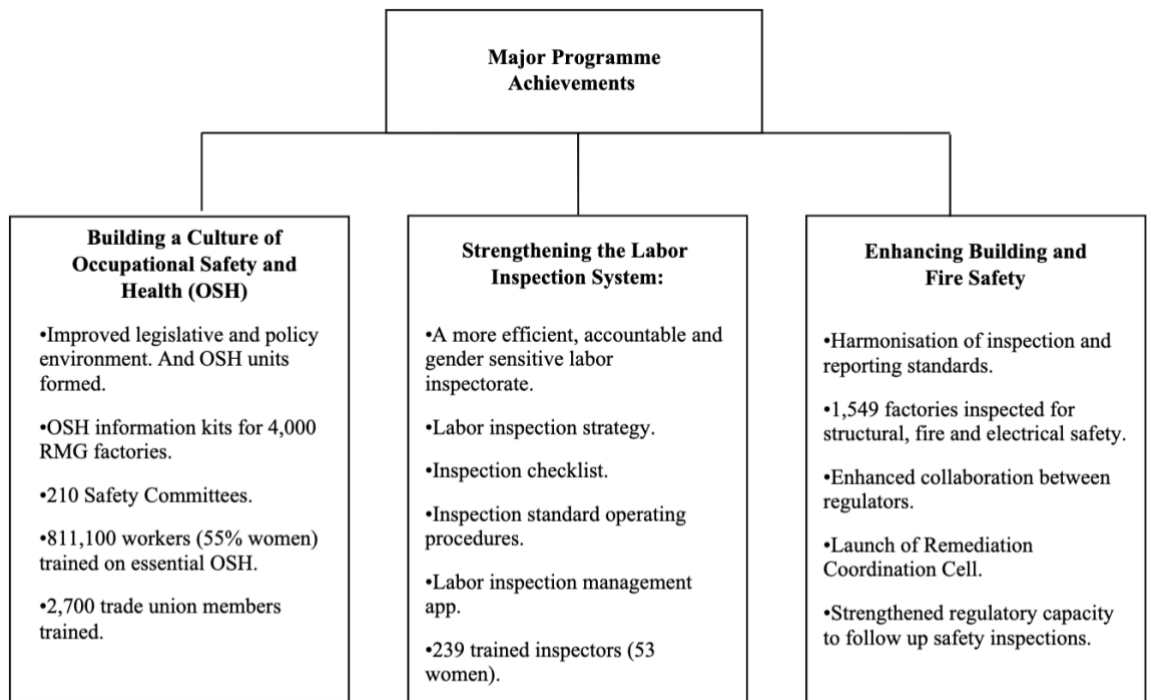 Major Programme
Achievements
Building a Culture of
Occupational Safety and
Health (OSH)
•Improved legislative and policy
environment. And OSH units
formed.
•OSH information kits for 4,000
RMG factories.
•210 Safety Committees.
•811,100 workers (55% women)
trained on essential OSH.
•2,700 trade union members
trained.
Strengthening the Labor
Inspection System:
•A more efficient, accountable and
gender sensitive labor
inspectorate.
•Labor inspection strategy.
•Inspection checklist.
•Inspection standard operating
procedures.
•Labor inspection management
app.
•239 trained inspectors (53
women).
Enhancing Building and
Fire Safety
•Harmonisation of inspection and
reporting standards.
•1,549 factories inspected for
structural, fire and electrical safety.
•Enhanced collaboration between
regulators.
•Launch of Remediation
Coordination Cell.
•Strengthened regulatory capacity
to follow up safety inspections.